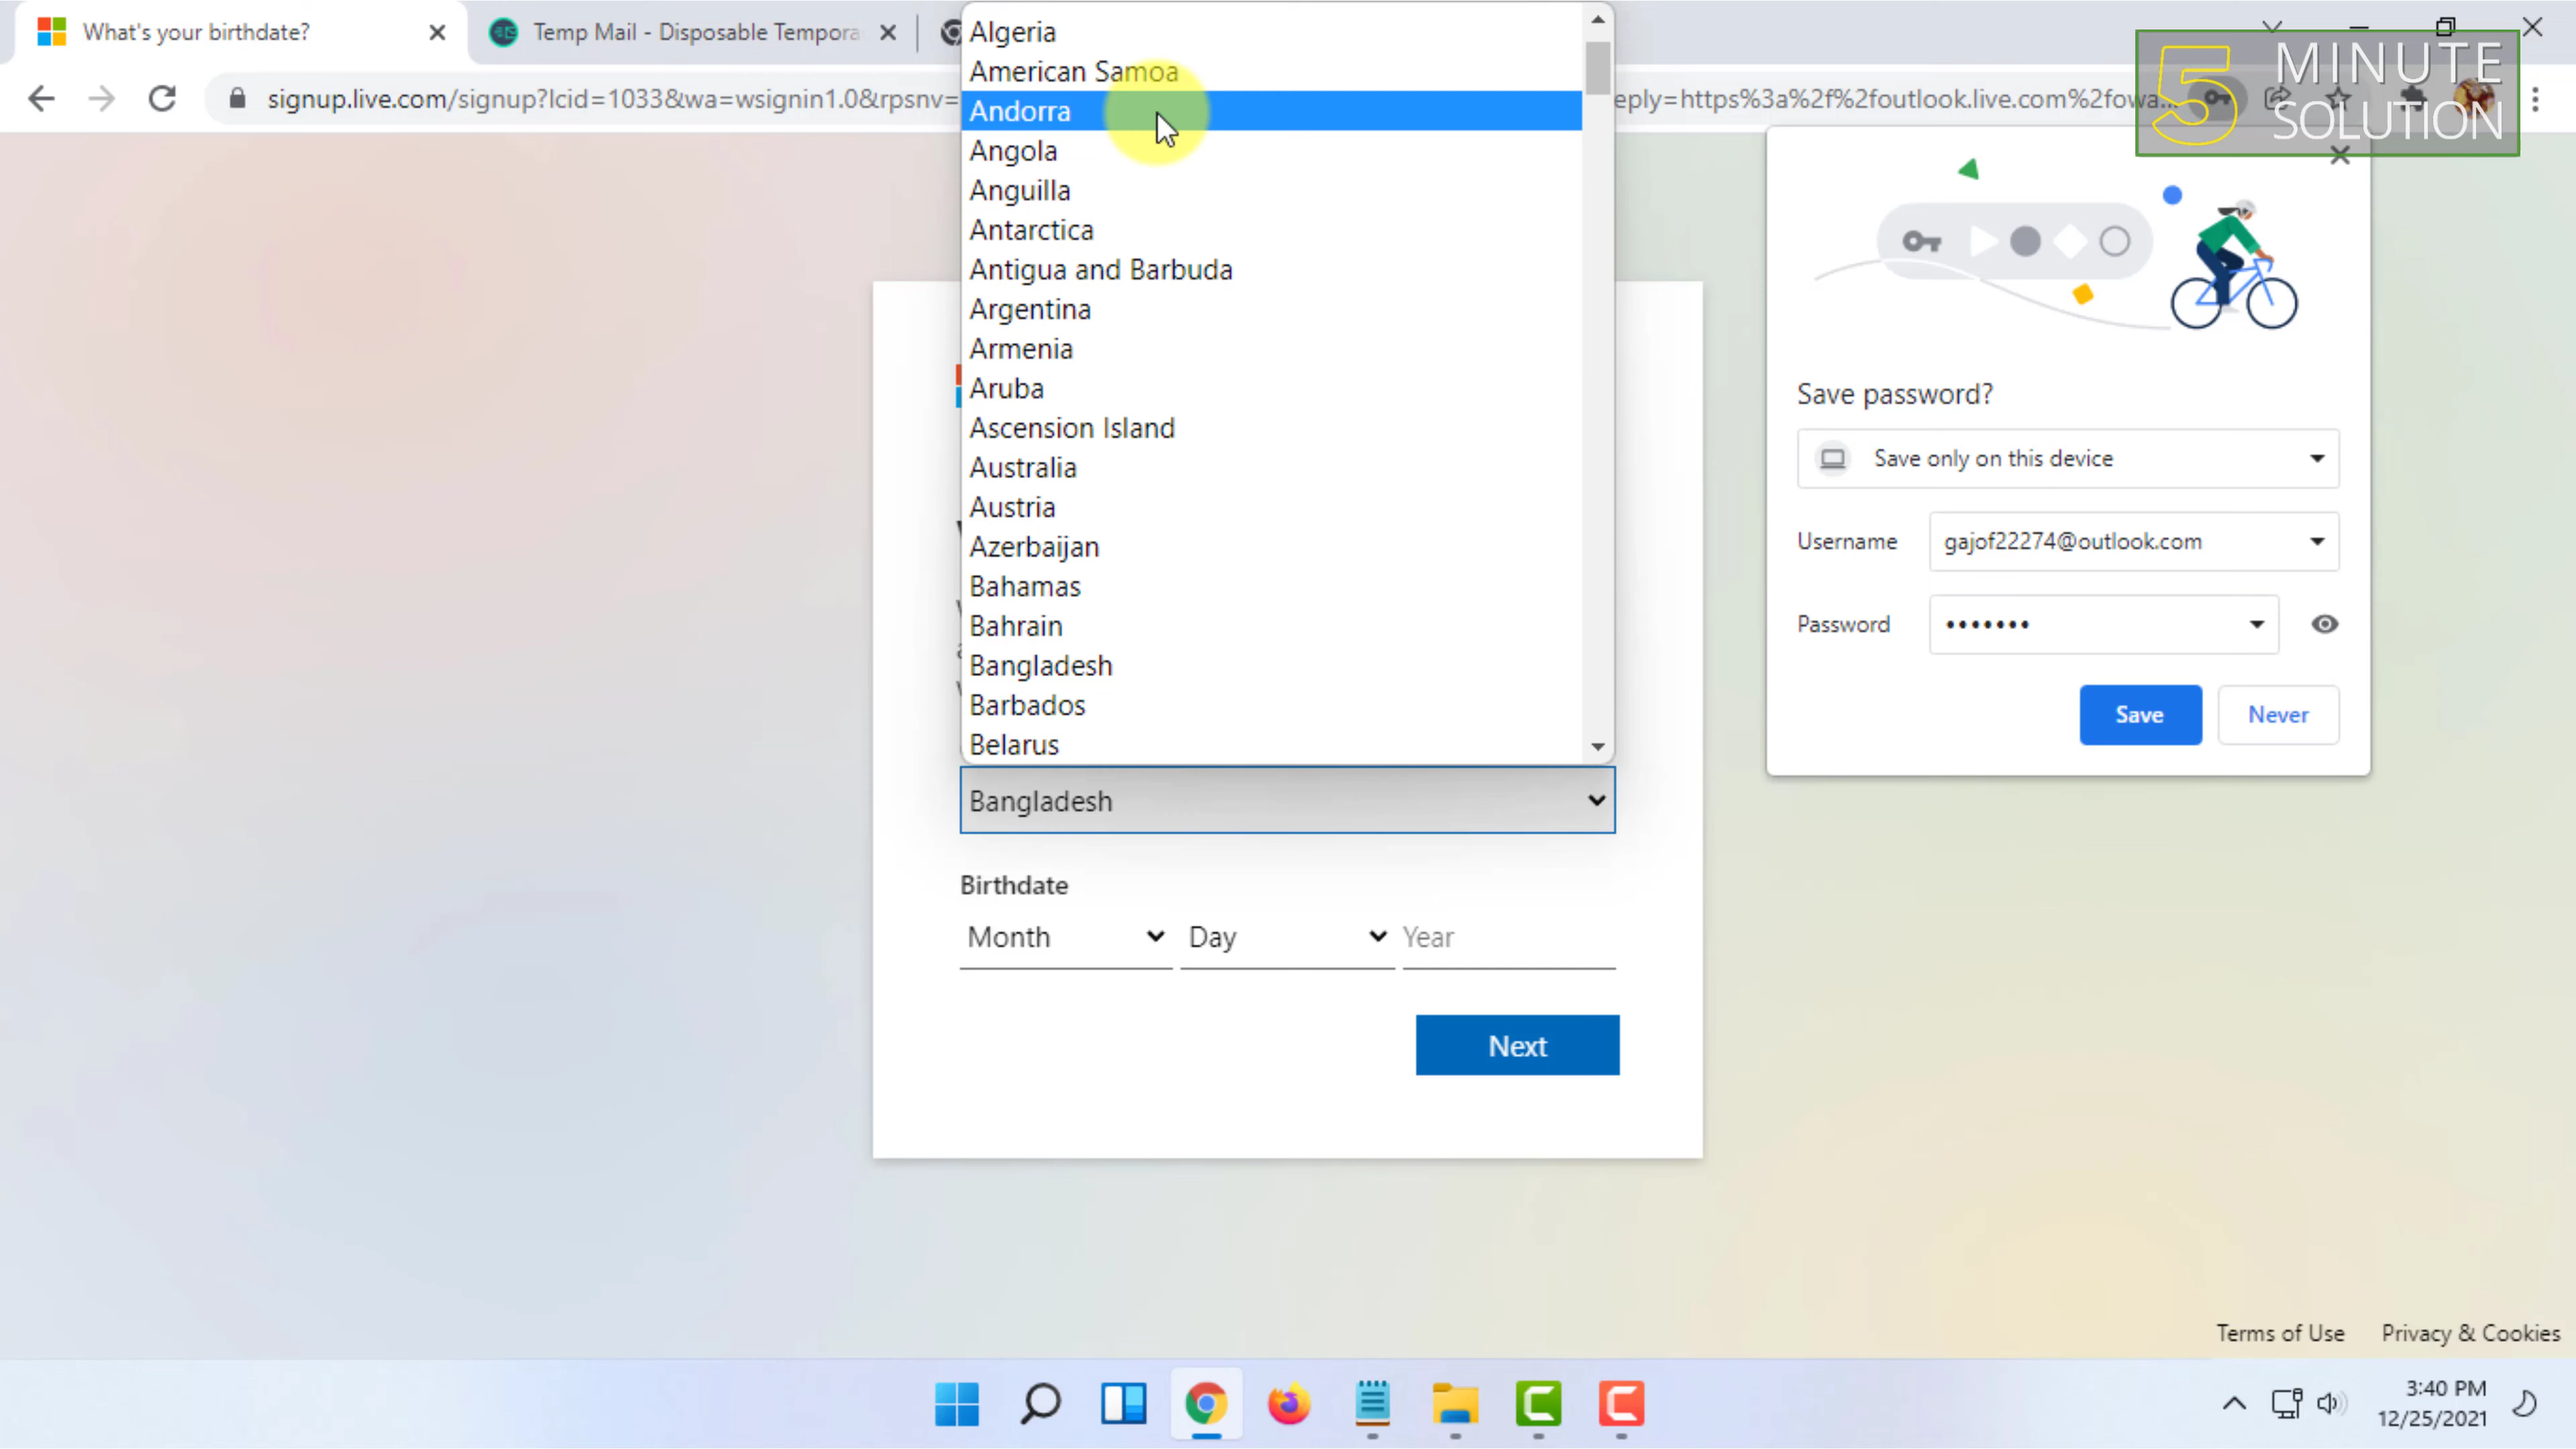 What's your birthdate?
Temp Mail - Disposable Tempora
signup.live.com/signup?lcid=1033&wa=wsignin1.0&rpsnv=
eply=https%3a%2f%2foutlook.live.com%2fowa...
5 MINUTE
SOLUTION
Algeria
American Samoa
Andorra
Angola
Anguilla
Antarctica
Antigua and Barbuda
Argentina
Armenia
Aruba
Ascension Island
Australia
Austria
Azerbaijan
Bahamas
Bahrain
Bangladesh
Barbados
Belarus
Bangladesh
Birthdate
Month Day Year
Next
Save password?
Save only on this device
Username gajof22274@outlook.com
Password •••••••
Save Never
Terms of Use Privacy & Cookies
3:40 PM
12/25/2021